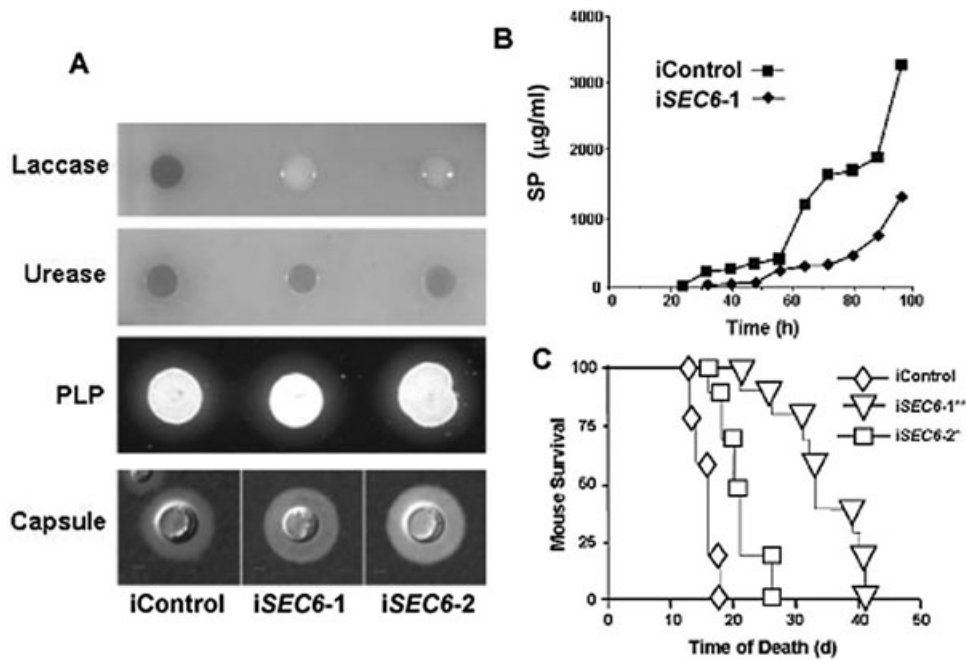 A
Laccase
Urease
PLP
Capsule
iControl iSEC6-1 iSEC6-2
B
iControl
iSEC6-1
SP (µg/ml)
4000
3000
2000
1000
0
0 20 40 60 80 100
Time (h)
C
iControl
iSEC6-1**
iSEC6-2*
Mouse Survival
100
75
50
25
0
0 10 20 30 40 50
Time of Death (d)